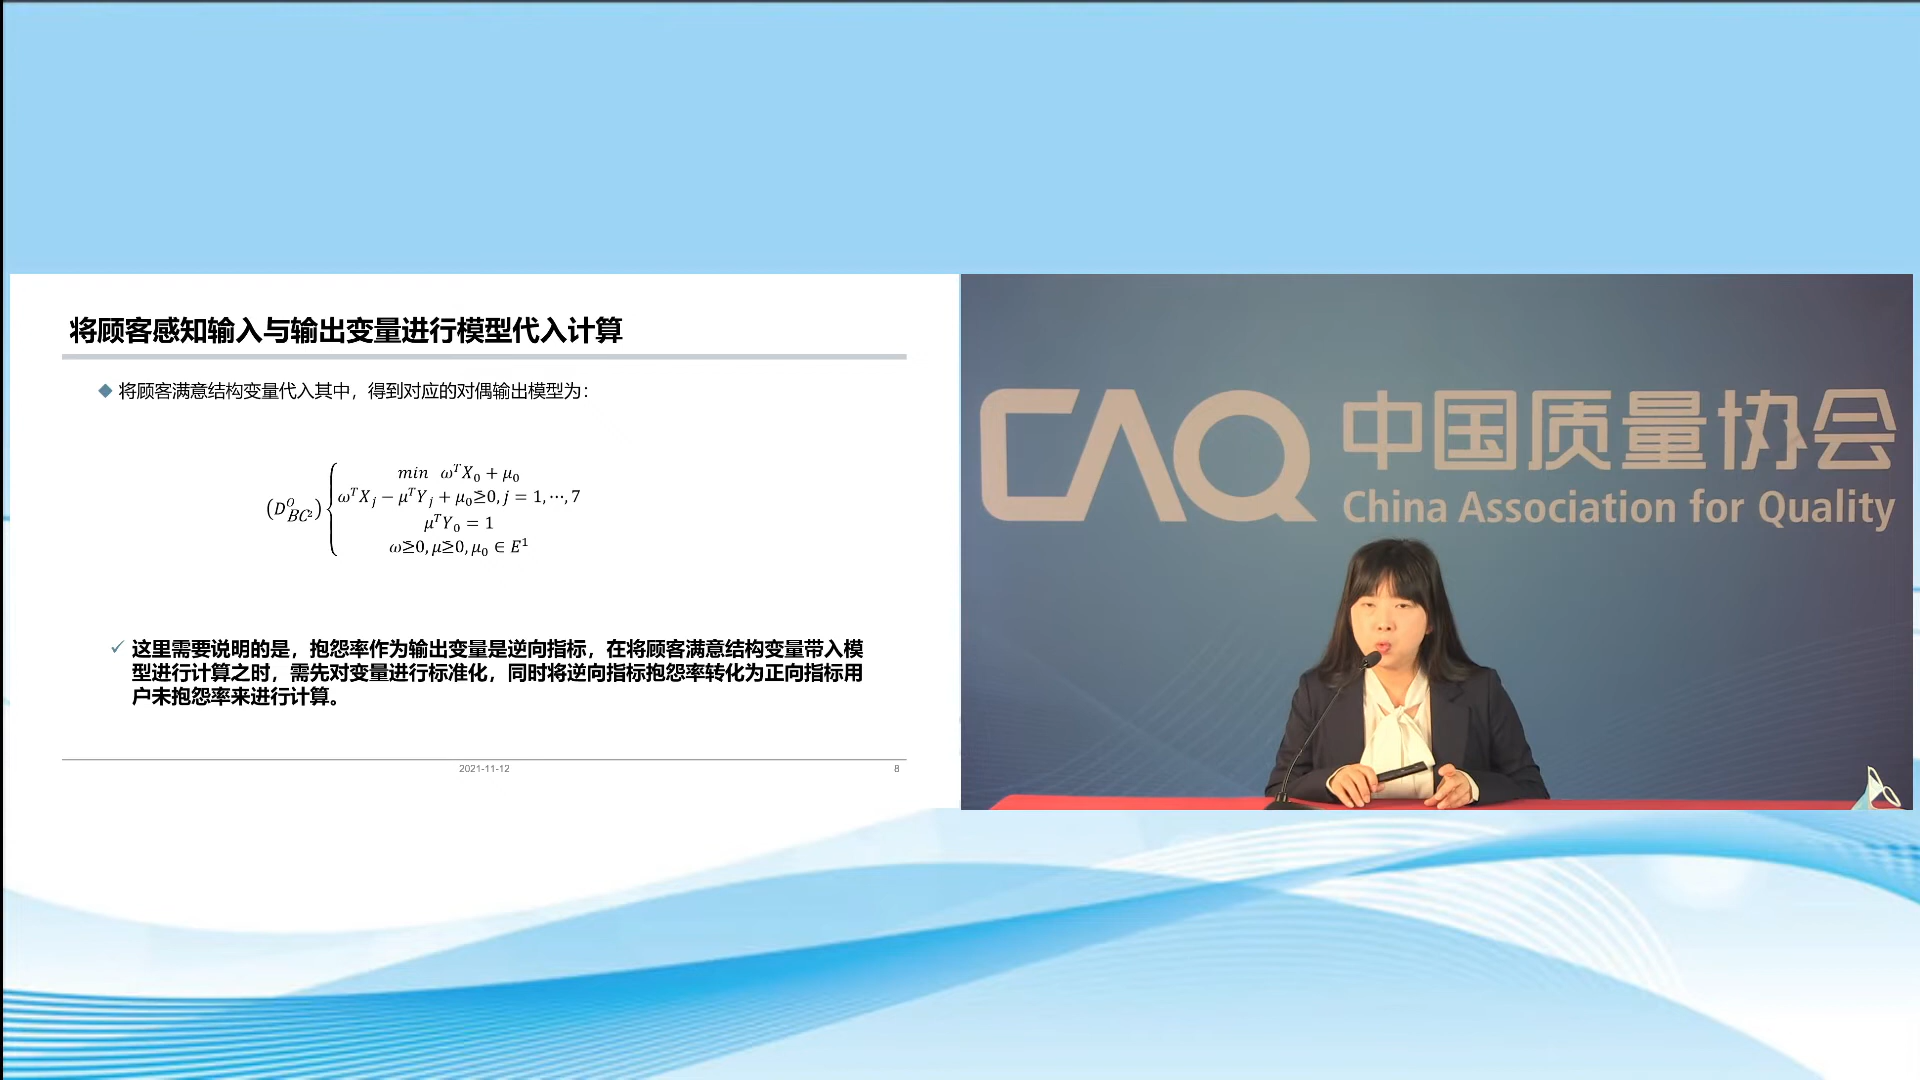 将顾客感知输入与输出变量进行模型代入计算
将顾客满意结构变量代入其中，得到对应的对偶输出模型为：
min ω^T X_0 + μ_0
ω^T X_j − μ^T Y_j + μ_0≧0, j = 1, ⋯, 7
(D^O_{BC²})
μ^T Y_0 = 1
ω≧0, μ≧0, μ_0 ∈ E^1
✓ 这里需要说明的是，抱怨率作为输出变量是逆向指标，在将顾客满意结构变量带入模
型进行计算之时，需先对变量进行标准化，同时将逆向指标抱怨率转化为正向指标用
户未抱怨率来进行计算。
2021-11-12
8
CAQ 中国质量协会
China Association for Quality